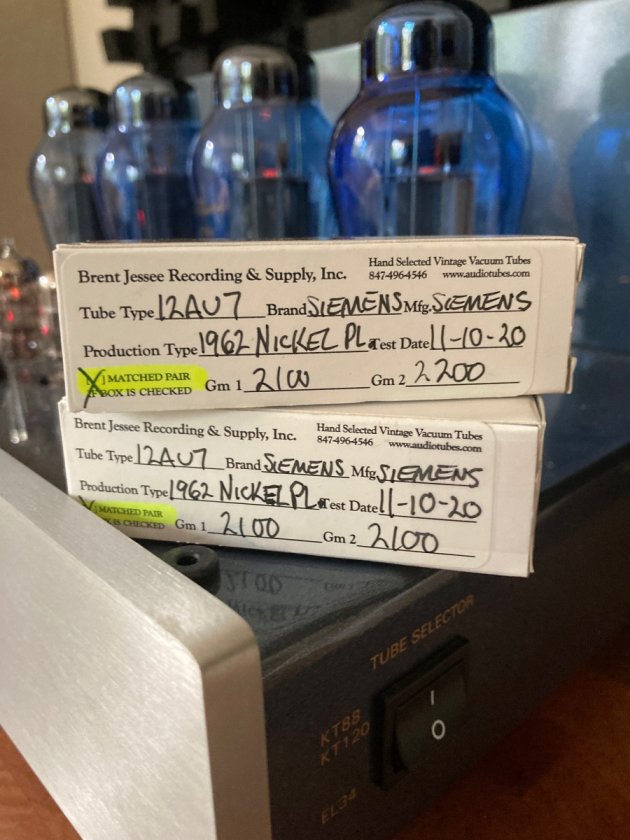 Brent Jessee Recording & Supply, Inc.
Hand Selected Vintage Vacuum Tubes
847-496-4546 www.audiotubes.com
Tube Type 12AU7 Brand SIEMENS Mfg. SIEMENS
Production Type 1962 NICKEL PL. Test Date 11-10-20
[X] MATCHED PAIR
IF BOX IS CHECKED
Gm 1 2100 Gm 2 2200
Brent Jessee Recording & Supply, Inc.
Hand Selected Vintage Vacuum Tubes
847-496-4546 www.audiotubes.com
Tube Type 12AU7 Brand SIEMENS Mfg. SIEMENS
Production Type 1962 NICKEL PL. Test Date 11-10-20
MATCHED PAIR
IS CHECKED
Gm 1 2100 Gm 2 2100
TUBE SELECTOR
KT88
KT120
EL34
I
O